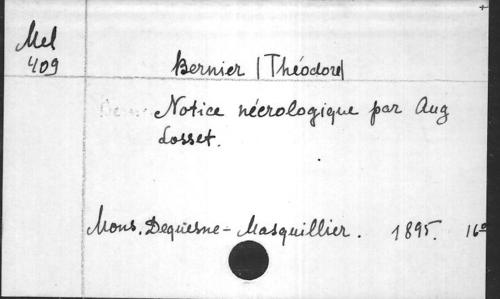 Mel
409
Bernier (Théodore)
Notice nécrologique par Aug
Losset.
Mons. Dequesne-Masquillier. 1895. 16°